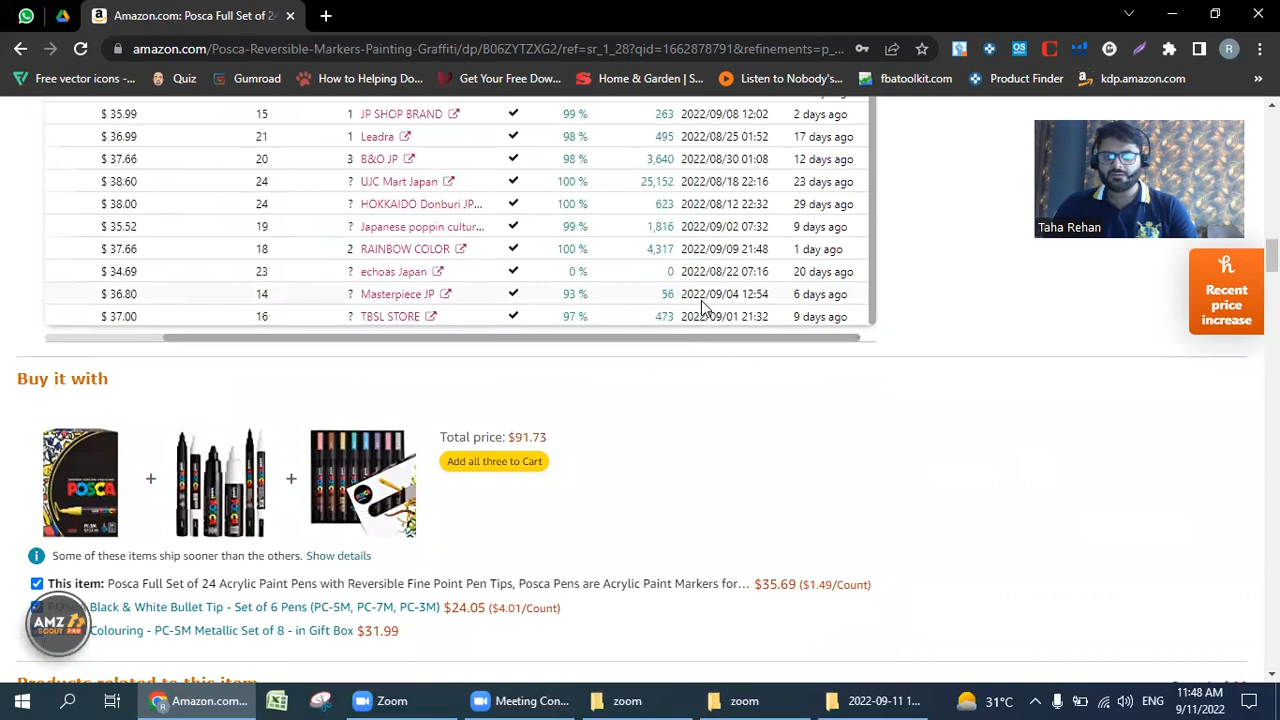 Amazon.com: Posca Full Set of 24
amazon.com/Posca-Reversible-Markers-Painting-Graffiti/dp/B06ZYTZXG2/ref=sr_1_28?qid=1662878791&refinements=p_...
Free vector icons -... Quiz Gumroad How to Helping Do... Get Your Free Dow... Home & Garden | S... Listen to Nobody's... fbatoolkit.com Product Finder kdp.amazon.com
$ 35.99 15 1 JP SHOP BRAND 99 % 263 2022/09/08 12:02 2 days ago
$ 36.99 21 1 Leadra 98 % 495 2022/08/25 01:52 17 days ago
$ 37.66 20 3 B&O JP 98 % 3,640 2022/08/30 01:08 12 days ago
$ 38.60 24 ? UJC Mart Japan 100 % 25,152 2022/08/18 22:16 23 days ago
$ 38.00 24 ? HOKKAIDO Donburi JP... 100 % 623 2022/08/12 22:32 29 days ago
$ 35.52 19 ? Japanese poppin cultur... 99 % 1,816 2022/09/02 07:32 9 days ago
$ 37.66 18 2 RAINBOW COLOR 100 % 4,317 2022/09/09 21:48 1 day ago
$ 34.69 23 ? echoas Japan 0 % 0 2022/08/22 07:16 20 days ago
$ 36.80 14 ? Masterpiece JP 93 % 56 2022/09/04 12:54 6 days ago
$ 37.00 16 ? TBSL STORE 97 % 473 2022/09/01 21:32 9 days ago
Taha Rehan
Recent
price
increase
Buy it with
POSCA
Total price: $91.73
Add all three to Cart
Some of these items ship sooner than the others. Show details
This item: Posca Full Set of 24 Acrylic Paint Pens with Reversible Fine Point Pen Tips, Posca Pens are Acrylic Paint Markers for... $35.69 ($1.49/Count)
Black & White Bullet Tip - Set of 6 Pens (PC-5M, PC-7M, PC-3M) $24.05 ($4.01/Count)
Colouring - PC-5M Metallic Set of 8 - in Gift Box $31.99
AMZ
SCOUT PRO
Products related to this item
Amazon.com... Zoom Meeting Con... zoom zoom 2022-09-11 1... 31°C ENG 11:48 AM
9/11/2022